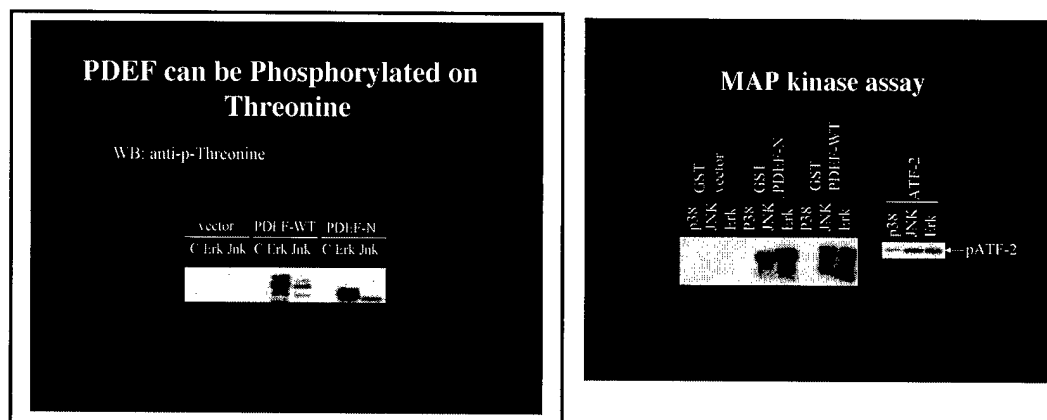 PDEF can be Phosphorylated on
Threonine
WB: anti-p-Threonine
vector PDEF-WT PDEF-N
C Erk Jnk C Erk Jnk C Erk Jnk
MAP kinase assay
GST vector
GST PDEF-N
GST PDEF-WT
ATF-2
p38 JNK Erk P38 JNK Erk P38 JNK Erk
p38 JNK Erk
pATF-2